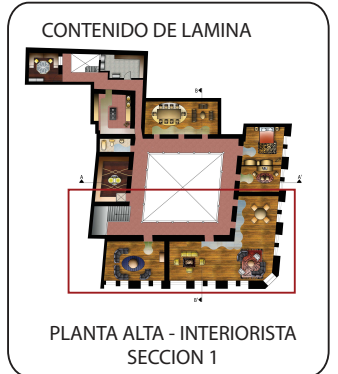 CONTENIDO DE LAMINA
B
A
A'
B'
PLANTA ALTA - INTERIORISTA
SECCION 1